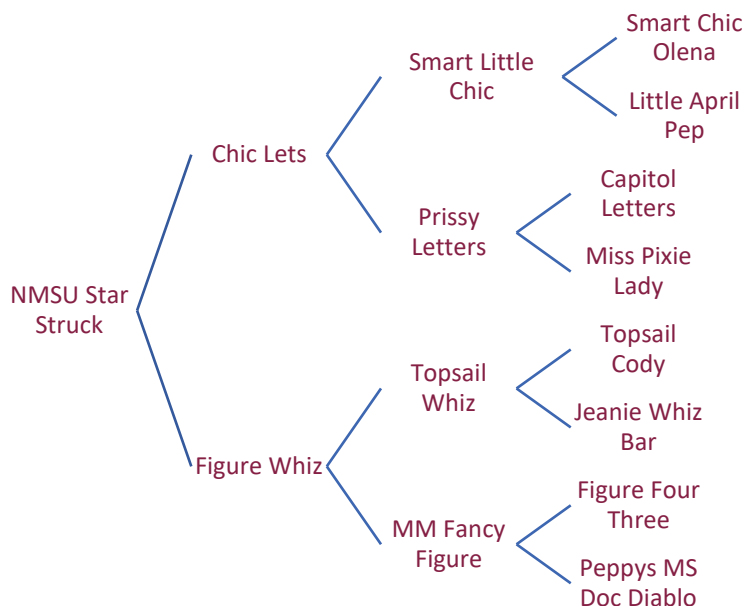 Smart Chic
Olena
Smart Little
Chic
Little April
Pep
Chic Lets
Capitol
Letters
Prissy
Letters
Miss Pixie
Lady
NMSU Star
Struck
Topsail
Cody
Topsail
Whiz
Jeanie Whiz
Bar
Figure Whiz
Figure Four
Three
MM Fancy
Figure
Peppys MS
Doc Diablo